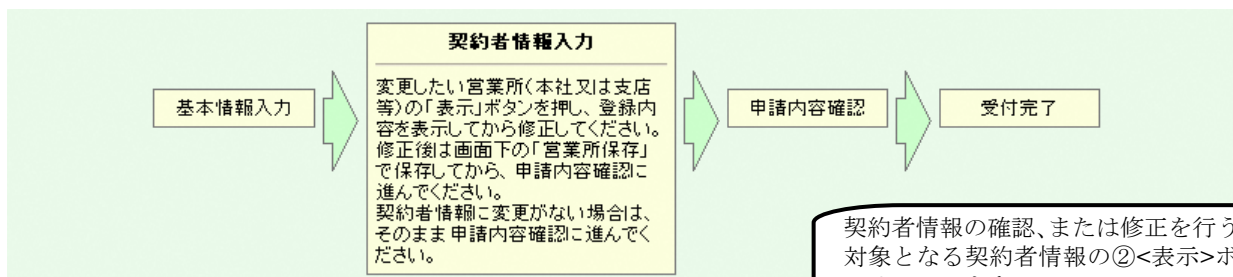 基本情報入力
契約者情報入力
変更したい営業所(本社又は支店
等)の「表示」ボタンを押し、登録内
容を表示してから修正してください。
修正後は画面下の「営業所保存」
で保存してから、申請内容確認に
進んでください。
契約者情報に変更がない場合は、
そのまま申請内容確認に進んでく
ださい。
申請内容確認
受付完了
契約者情報の確認、または修正を行う
対象となる契約者情報の②<表示>ボ